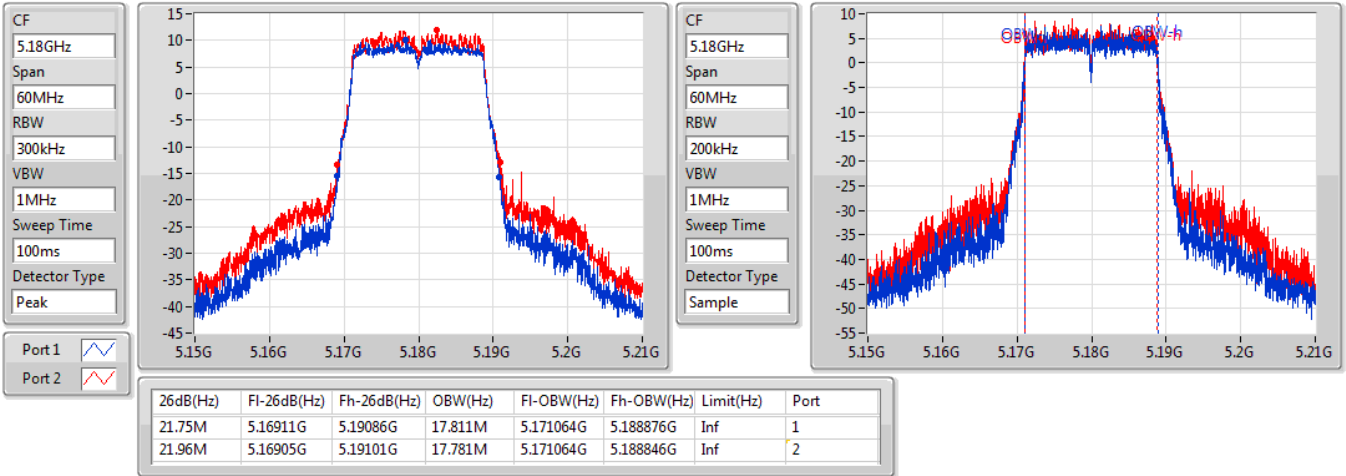 CF
5.18GHz
Span
60MHz
RBW
300kHz
VBW
1MHz
Sweep Time
100ms
Detector Type
Peak
Port 1
Port 2
15
10
5
0
-5
-10
-15
-20
-25
-30
-35
-40
-45
5.15G 5.16G 5.17G 5.18G 5.19G 5.2G 5.21G
CF
5.18GHz
Span
60MHz
RBW
200kHz
VBW
1MHz
Sweep Time
100ms
Detector Type
Sample
10
5
0
-5
-10
-15
-20
-25
-30
-35
-40
-45
-50
-55
OBW-h
5.15G 5.16G 5.17G 5.18G 5.19G 5.2G 5.21G
26dB(Hz) Fl-26dB(Hz) Fh-26dB(Hz) OBW(Hz) Fl-OBW(Hz) Fh-OBW(Hz) Limit(Hz) Port
21.75M 5.16911G 5.19086G 17.811M 5.171064G 5.188876G Inf 1
21.96M 5.16905G 5.19101G 17.781M 5.171064G 5.188846G Inf 2